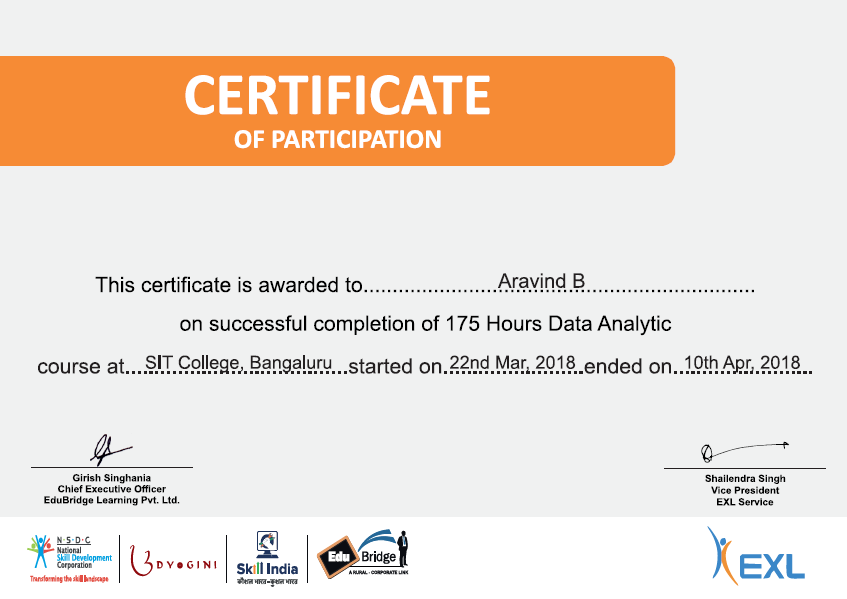 CERTIFICATE
OF PARTICIPATION
This certificate is awarded to..........Aravind B..........
on successful completion of 175 Hours Data Analytic
course at....SIT College, Bangaluru...started on.22nd Mar, 2018.ended on..10th Apr, 2018..
Girish Singhania
Chief Executive Officer
EduBridge Learning Pvt. Ltd.
Shailendra Singh
Vice President
EXL Service
N·S·D·C
National
Skill Development
Corporation
Transforming the skill landscape
UDYOGINI
Skill India
कौशल भारत-कुशल भारत
Edu Bridge
A RURAL - CORPORATE LINK
EXL